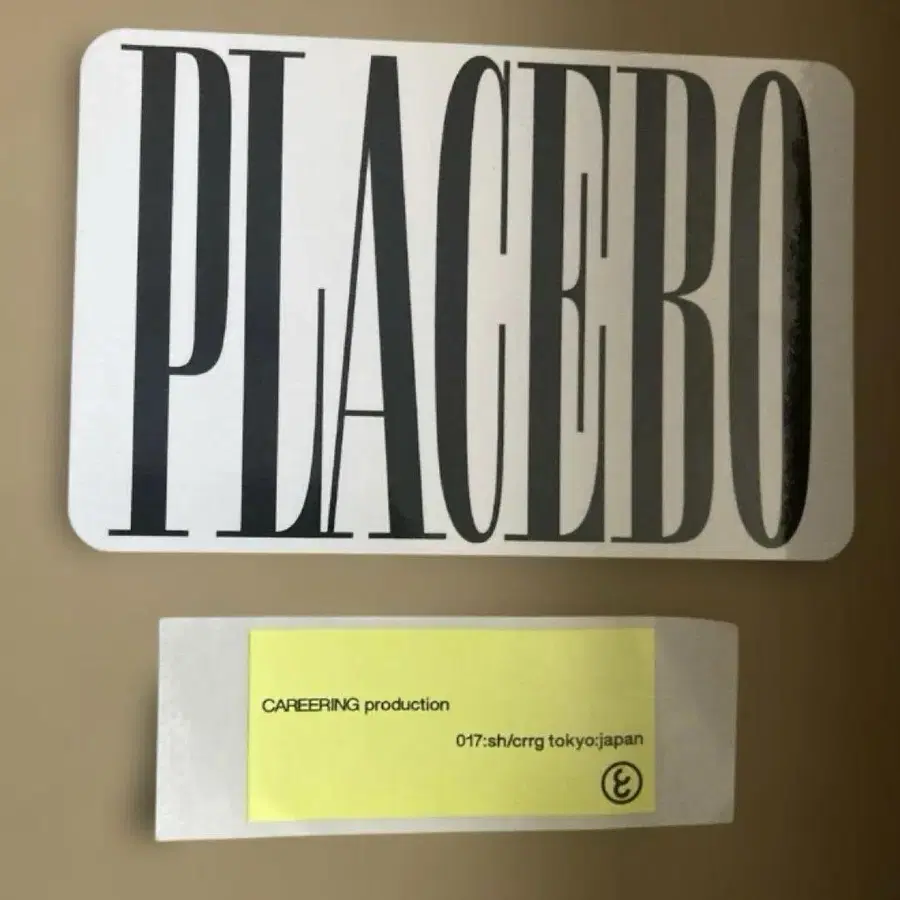 PLACEBO
CAREERING production
017:sh/crrg tokyo:japan